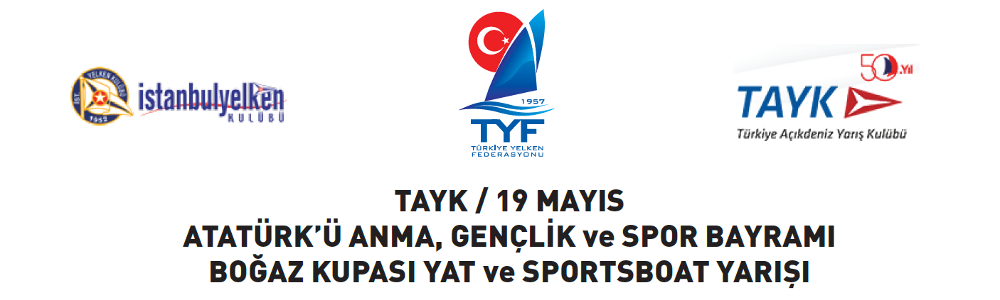 İST. YELKEN KULÜBÜ
1952
istanbulyelken
KULÜBÜ
1957
TYF
TÜRKİYE YELKEN
FEDERASYONU
50.Yıl
TAYK
Türkiye Açıkdeniz Yarış Kulübü
TAYK / 19 MAYIS
ATATÜRK’Ü ANMA, GENÇLİK ve SPOR BAYRAMI
BOĞAZ KUPASI YAT ve SPORTSBOAT YARIŞI